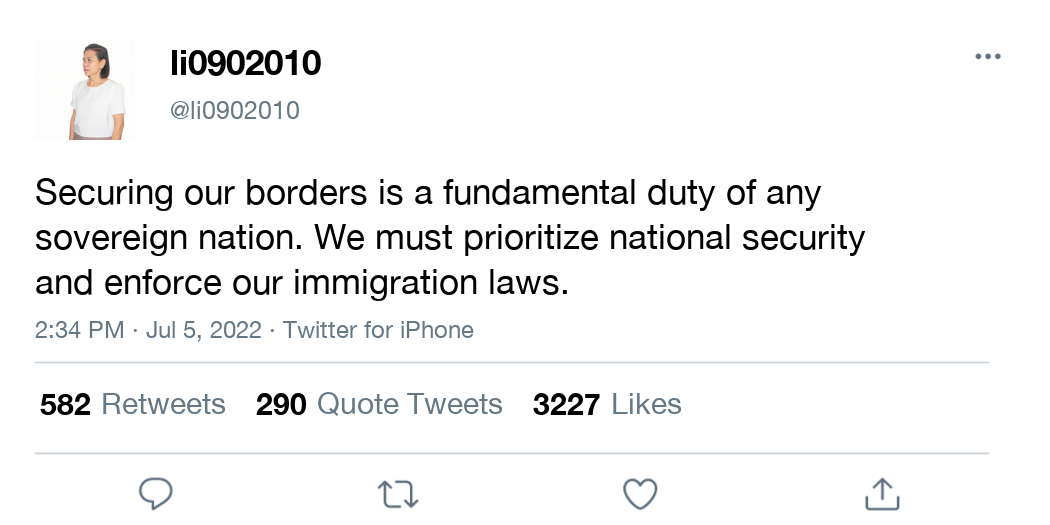 li0902010
@li0902010
Securing our borders is a fundamental duty of any
sovereign nation. We must prioritize national security
and enforce our immigration laws.
2:34 PM · Jul 5, 2022 · Twitter for iPhone
582 Retweets 290 Quote Tweets 3227 Likes